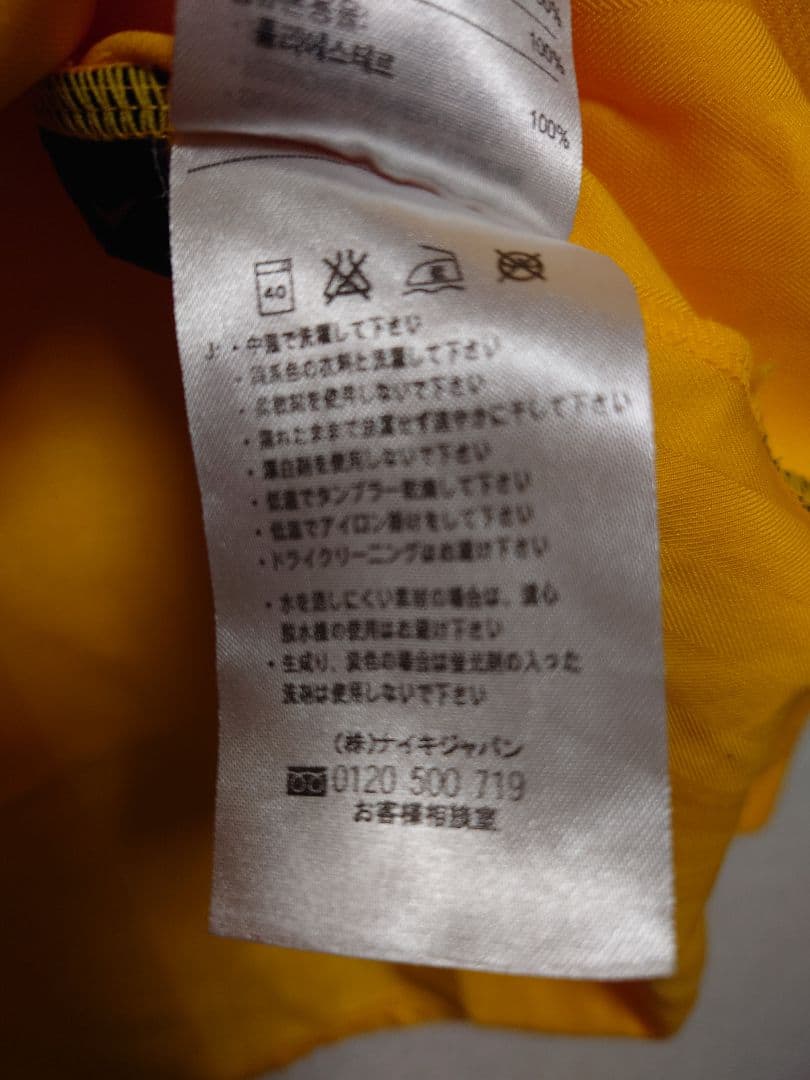 100%
폴리에스터르
100%
40
J: ・中温で洗濯して下さい
・同系色の衣類と洗濯して下さい
・柔軟剤を使用しないで下さい
・濡れたままで放置せず速やかに干して下さい
・漂白剤を使用しないで下さい
・低温でタンブラー乾燥して下さい
・低温でアイロン掛けをして下さい
・ドライクリーニングはお避け下さい
・水を通しにくい素材の場合は、遠心
脱水機の使用はお避け下さい
・生成り、淡色の場合は蛍光剤の入った
洗剤は使用しないで下さい
(株)ナイキジャパン
0120 500 719
お客様相談室